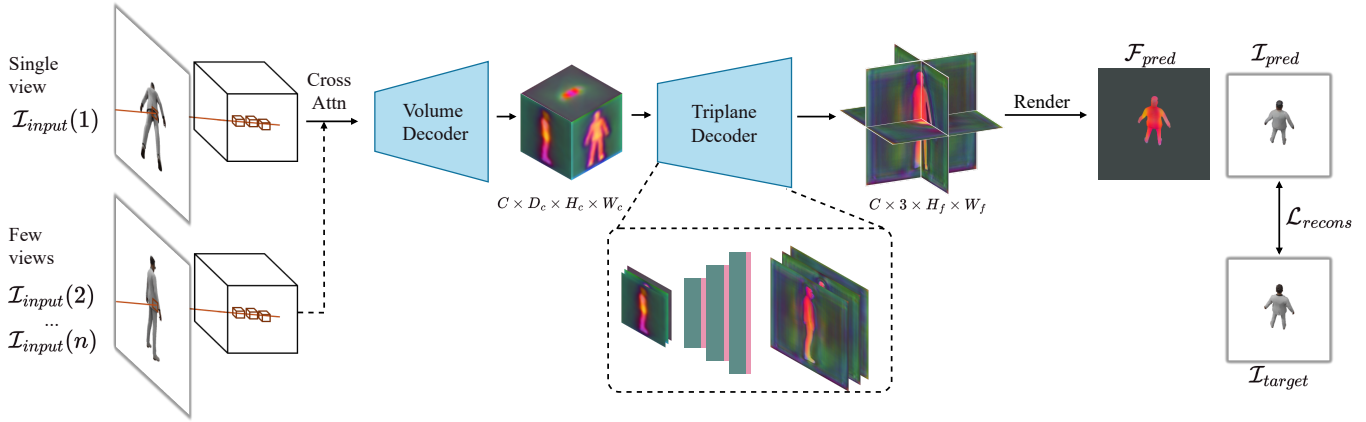 Single
view
$\mathcal{I}_{input}(1)$
Few
views
$\mathcal{I}_{input}(2)$
...
$\mathcal{I}_{input}(n)$
Cross
Attn
Volume
Decoder
$C \times D_c \times H_c \times W_c$
Triplane
Decoder
$C \times 3 \times H_f \times W_f$
Render
$\mathcal{F}_{pred}$
$\mathcal{I}_{pred}$
$\mathcal{L}_{recons}$
$\mathcal{I}_{target}$